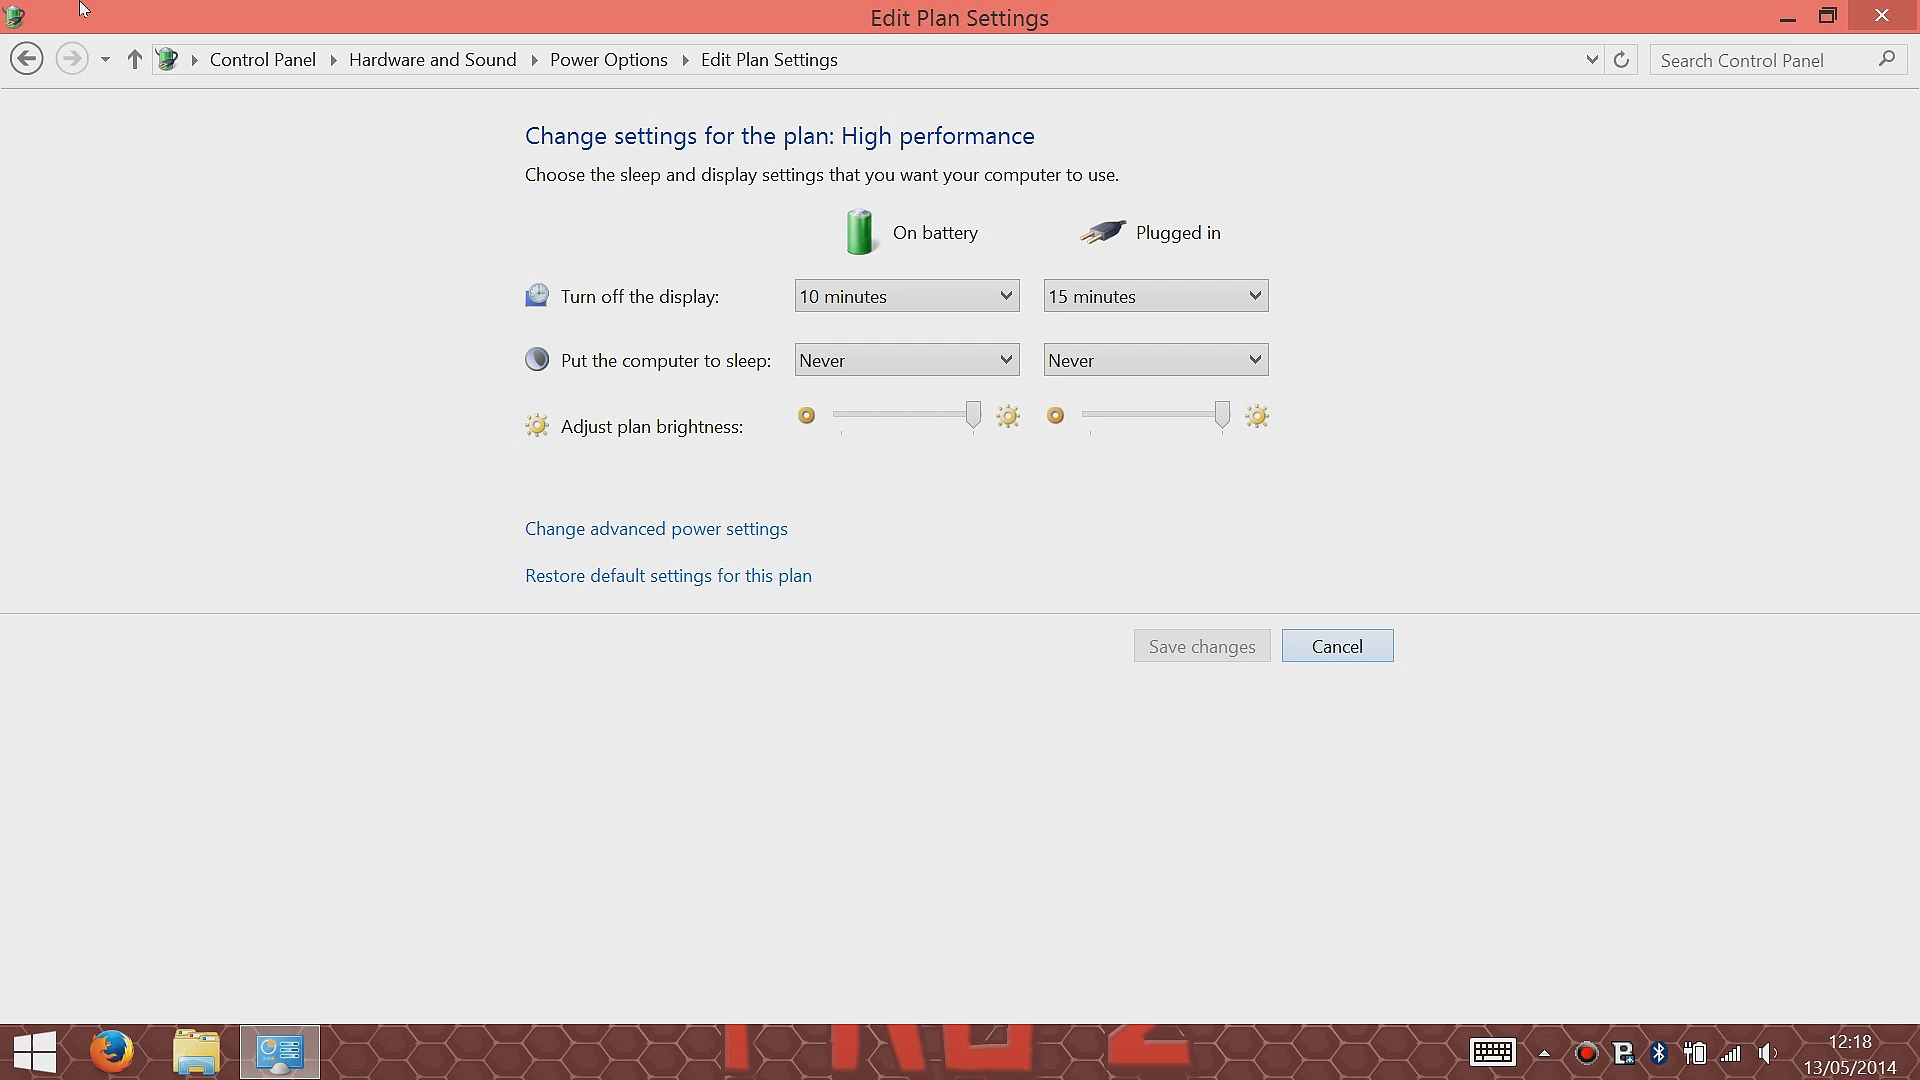 Edit Plan Settings
Control Panel Hardware and Sound Power Options Edit Plan Settings
Search Control Panel
Change settings for the plan: High performance
Choose the sleep and display settings that you want your computer to use.
On battery Plugged in
Turn off the display: 10 minutes 15 minutes
Put the computer to sleep: Never Never
Adjust plan brightness:
Change advanced power settings
Restore default settings for this plan
Save changes Cancel
12:18
13/05/2014